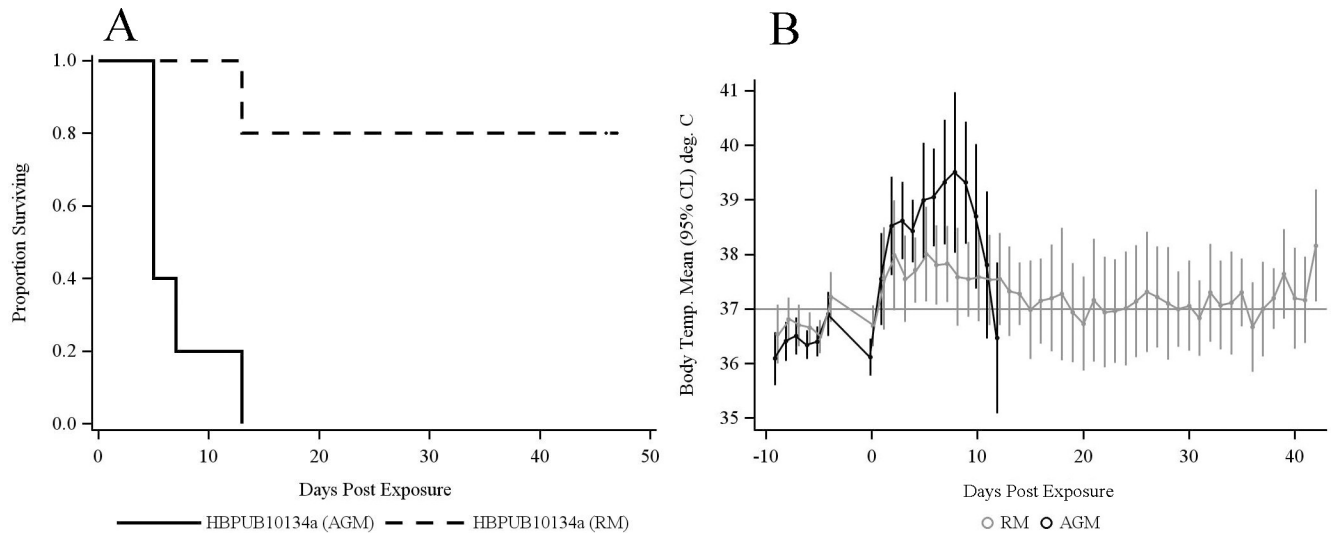 A
Proportion Surviving
1.0
0.8
0.6
0.4
0.2
0.0
0 10 20 30 40 50
Days Post Exposure
HBPUB10134a (AGM) HBPUB10134a (RM)
B
Body Temp. Mean (95% CL) deg. C
41
40
39
38
37
36
35
-10 0 10 20 30 40
Days Post Exposure
RM AGM